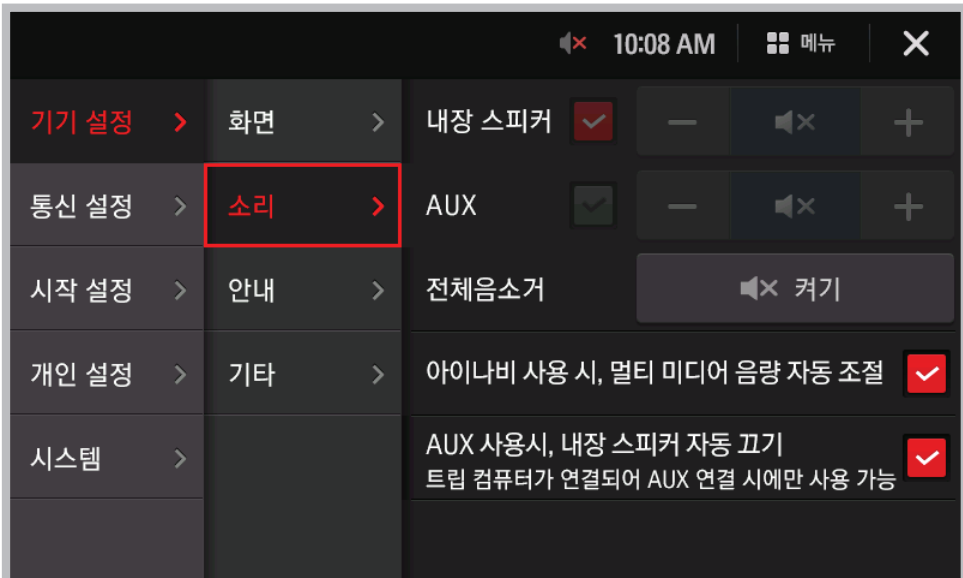 10:08 AM 메뉴
기기 설정
통신 설정
시작 설정
개인 설정
시스템
화면
소리
안내
기타
내장 스피커
AUX
전체음소거 켜기
아이나비 사용 시, 멀티 미디어 음량 자동 조절
AUX 사용시, 내장 스피커 자동 끄기
트립 컴퓨터가 연결되어 AUX 연결 시에만 사용 가능